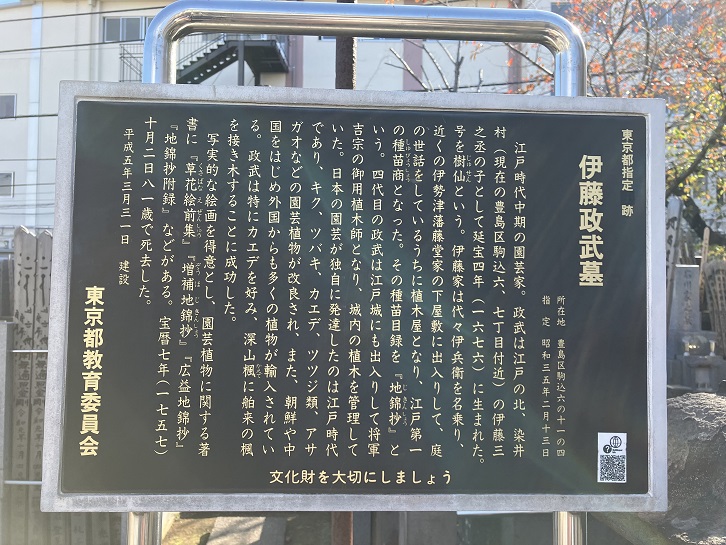 東京都指定　跡
伊藤政武墓
所在地　豊島区駒込六の十一の四
指　定　昭和三五年二月十三日
江戸時代中期の園芸家。政武は江戸の北、染井
村（現在の豊島区駒込六、七丁目付近）の伊藤三
之丞の子として延宝四年（一六七六）に生まれた。
号を樹仙という。伊藤家は代々伊兵衛を名乗り、
近くの伊勢津藩藤堂家の下屋敷に出入りして、庭
の世話をしているうちに植木屋となり、江戸第一
の種苗商となった。その種苗目録を『地錦抄』と
いう。四代目の政武は江戸城にも出入りして将軍
吉宗の御用植木師となり、城内の植木を管理して
いた。日本の園芸が独自に発達したのは江戸時代
であり、キク、ツバキ、カエデ、ツツジ類、アサ
ガオなどの園芸植物が改良され、また、朝鮮や中
国をはじめ外国からも多くの植物が輸入されてい
る。政武は特にカエデを好み、深山楓に舶来の楓
を接ぎ木することに成功した。
写実的な絵画を得意とし、園芸植物に関する著
書に『草花絵前集』『増補地錦抄』『広益地錦抄』
『地錦抄附録』などがある。宝暦七年（一七五七）
十月二日八一歳で死去した。
平成五年三月三一日　建設
東京都教育委員会
文化財を大切にしましょう